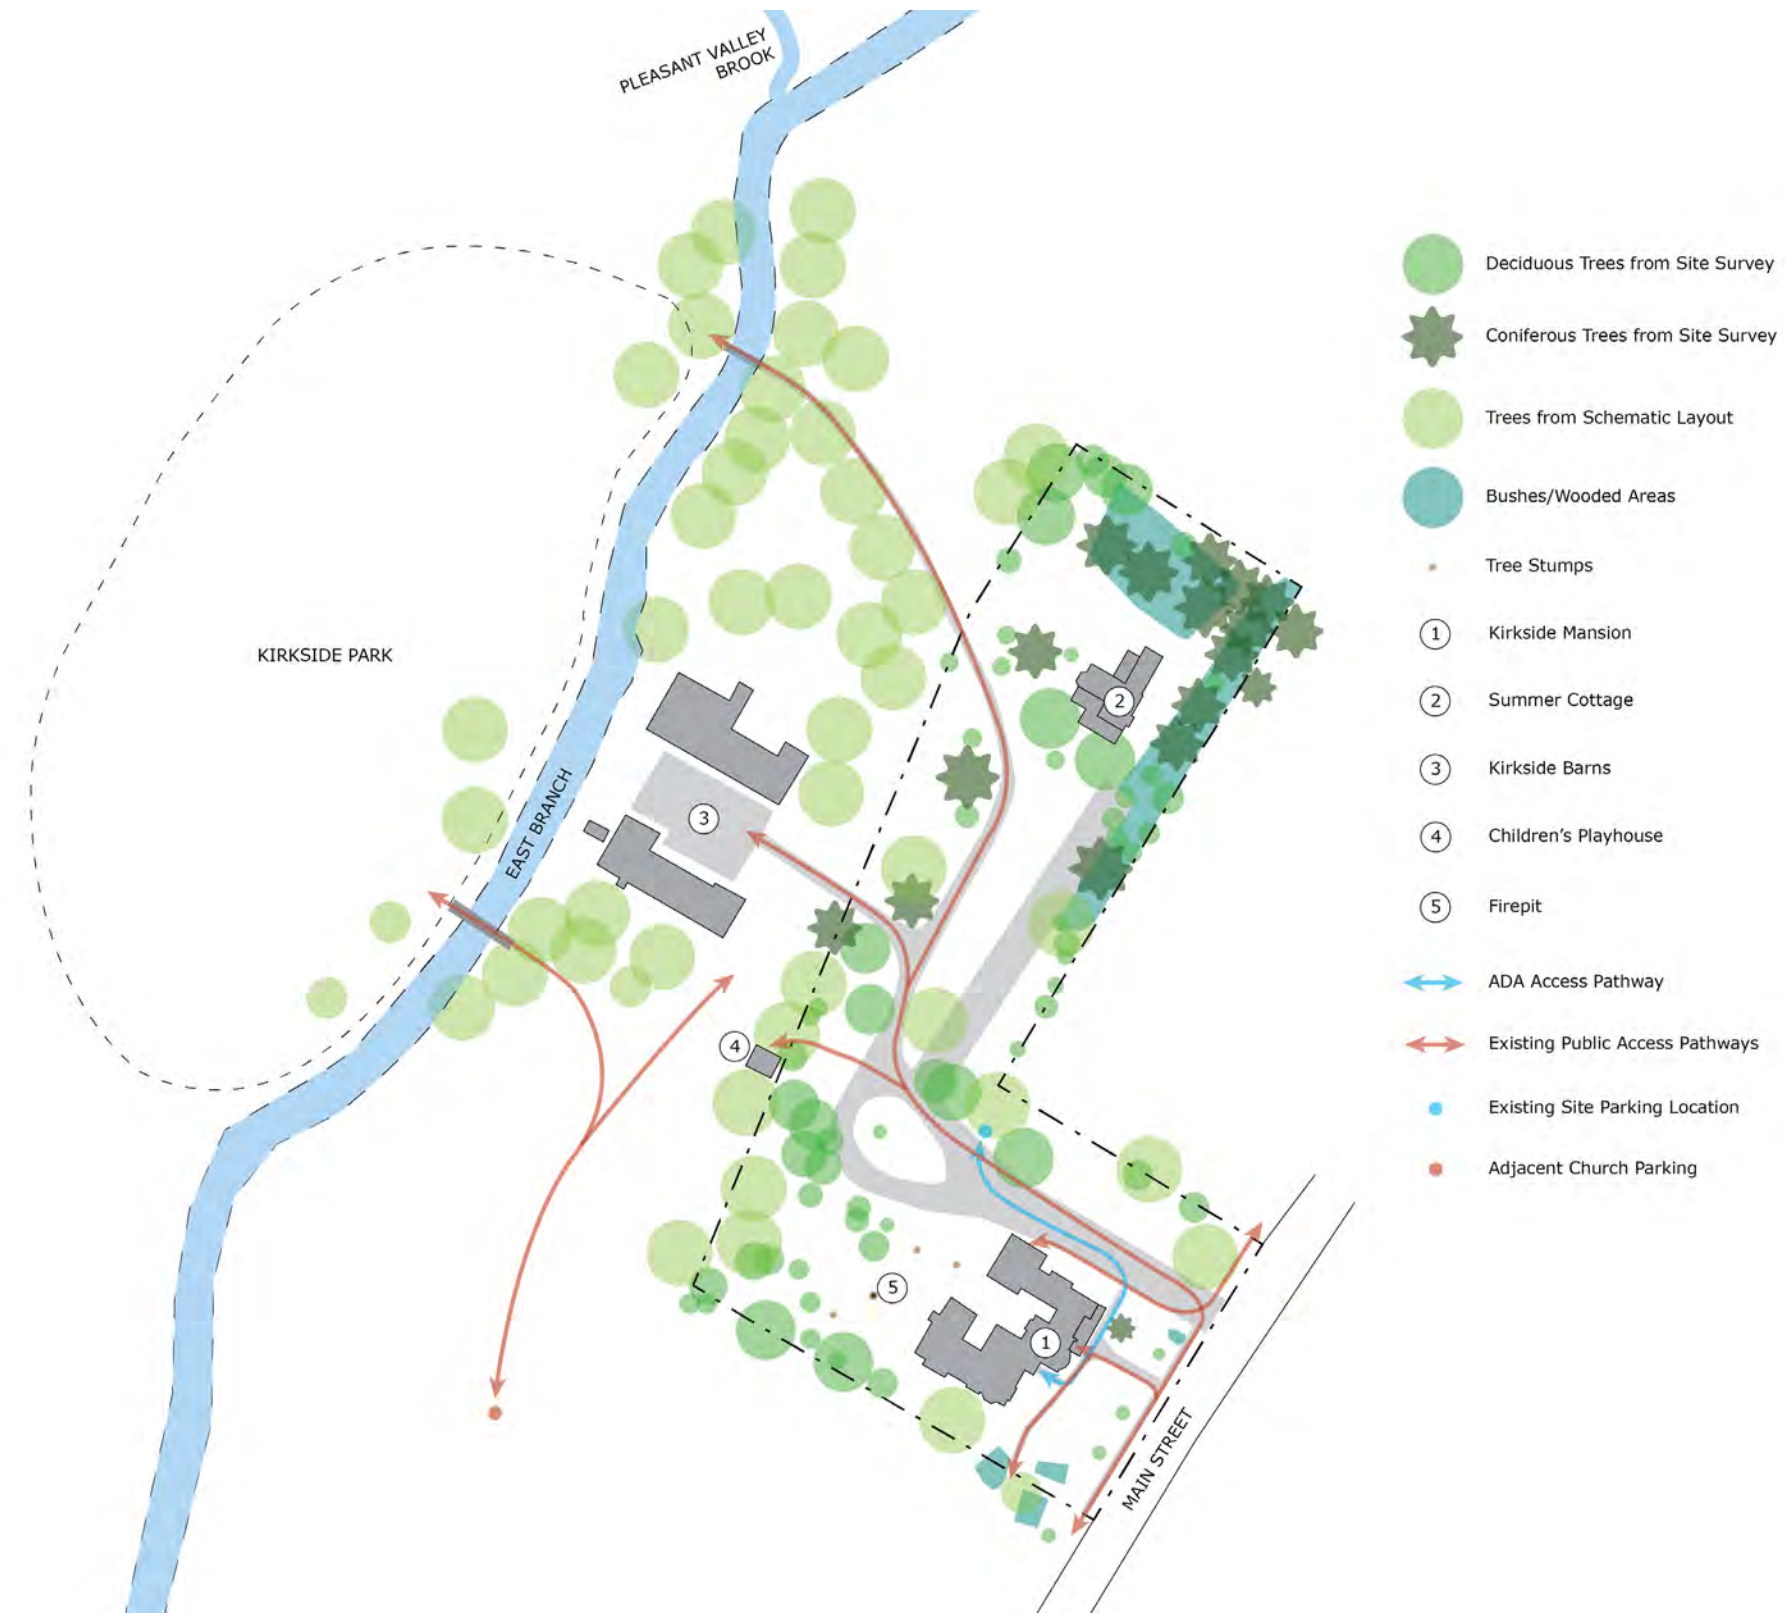 PLEASANT VALLEY
BROOK
KIRKSIDE PARK
EAST BRANCH
MAIN STREET
3
2
4
5
1
Deciduous Trees from Site Survey
Coniferous Trees from Site Survey
Trees from Schematic Layout
Bushes/Wooded Areas
Tree Stumps
1 Kirkside Mansion
2 Summer Cottage
3 Kirkside Barns
4 Children's Playhouse
5 Firepit
ADA Access Pathway
Existing Public Access Pathways
Existing Site Parking Location
Adjacent Church Parking